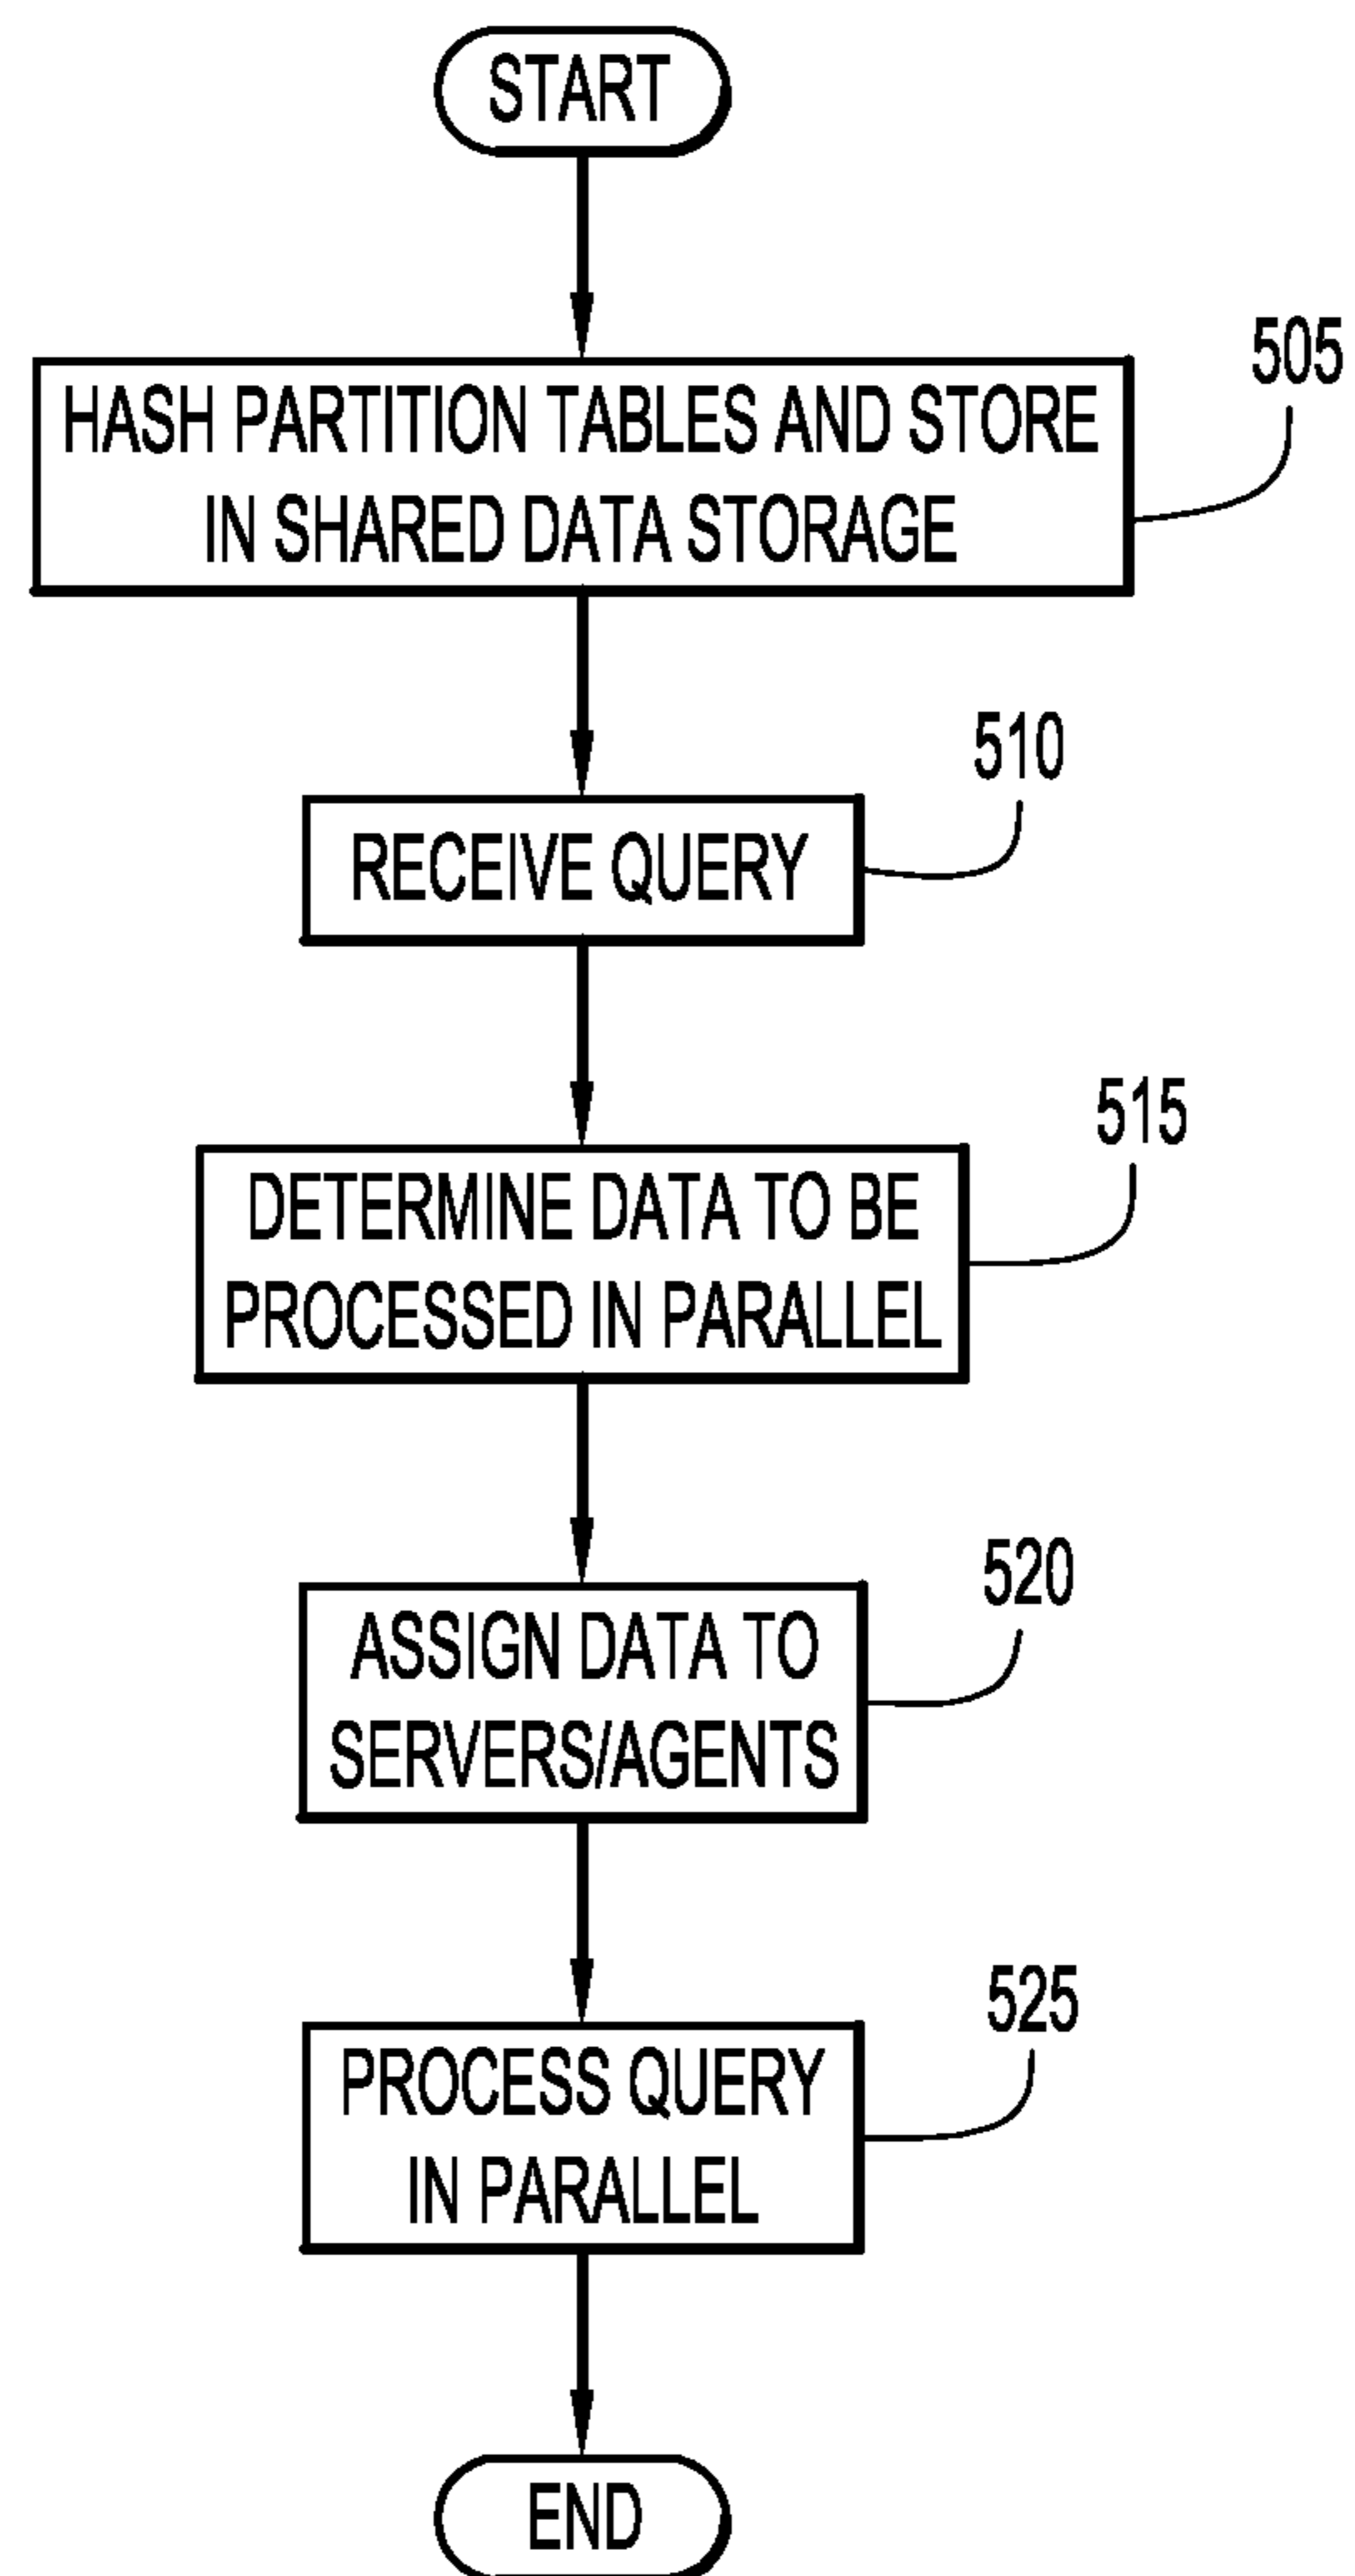 START
HASH PARTITION TABLES AND STORE
IN SHARED DATA STORAGE
505
RECEIVE QUERY
510
DETERMINE DATA TO BE
PROCESSED IN PARALLEL
515
ASSIGN DATA TO
SERVERS/AGENTS
520
PROCESS QUERY
IN PARALLEL
525
END